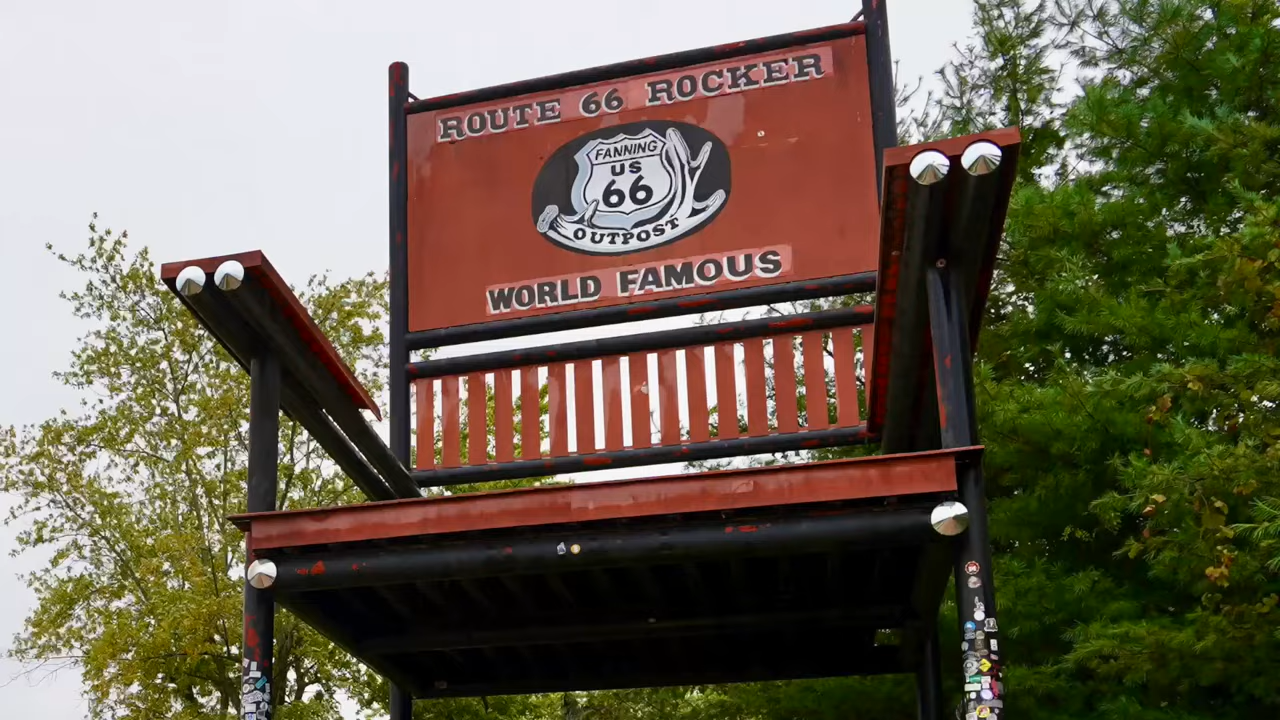 ROUTE 66 ROCKER
FANNING
US
66
OUTPOST
WORLD FAMOUS